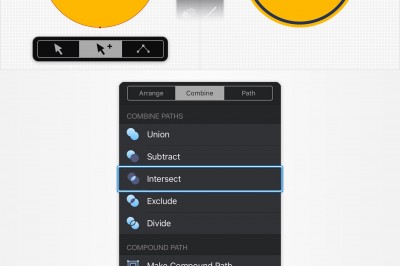 Arrange Combine Path
COMBINE PATHS
Union
Subtract
Intersect
Exclude
Divide
COMPOUND PATH
Make Compound Path